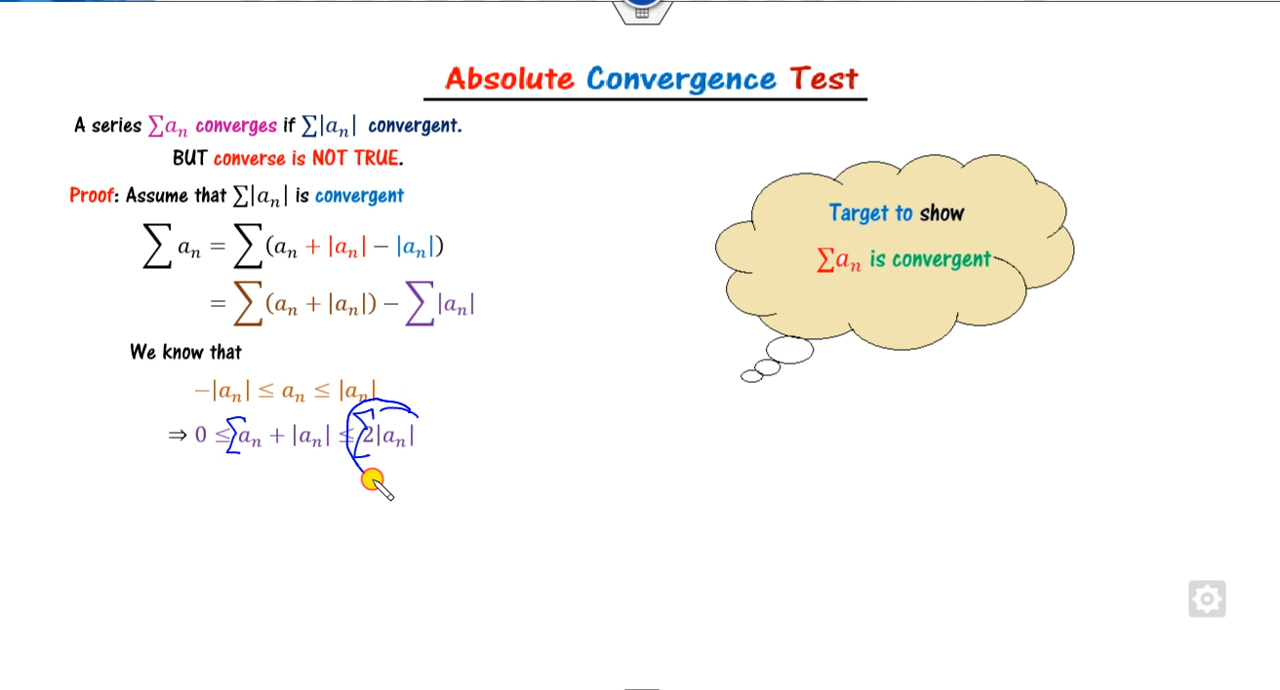 Absolute Convergence Test
A series ∑aₙ converges if ∑|aₙ| convergent.
BUT converse is NOT TRUE.
Proof: Assume that ∑|aₙ| is convergent
∑ aₙ = ∑(aₙ + |aₙ| − |aₙ|)
= ∑(aₙ + |aₙ|) − ∑|aₙ|
We know that
−|aₙ| ≤ aₙ ≤ |aₙ|
⇒ 0 ≤ ∑ aₙ + |aₙ| ≤ ∑ 2|aₙ|
Target to show
∑aₙ is convergent